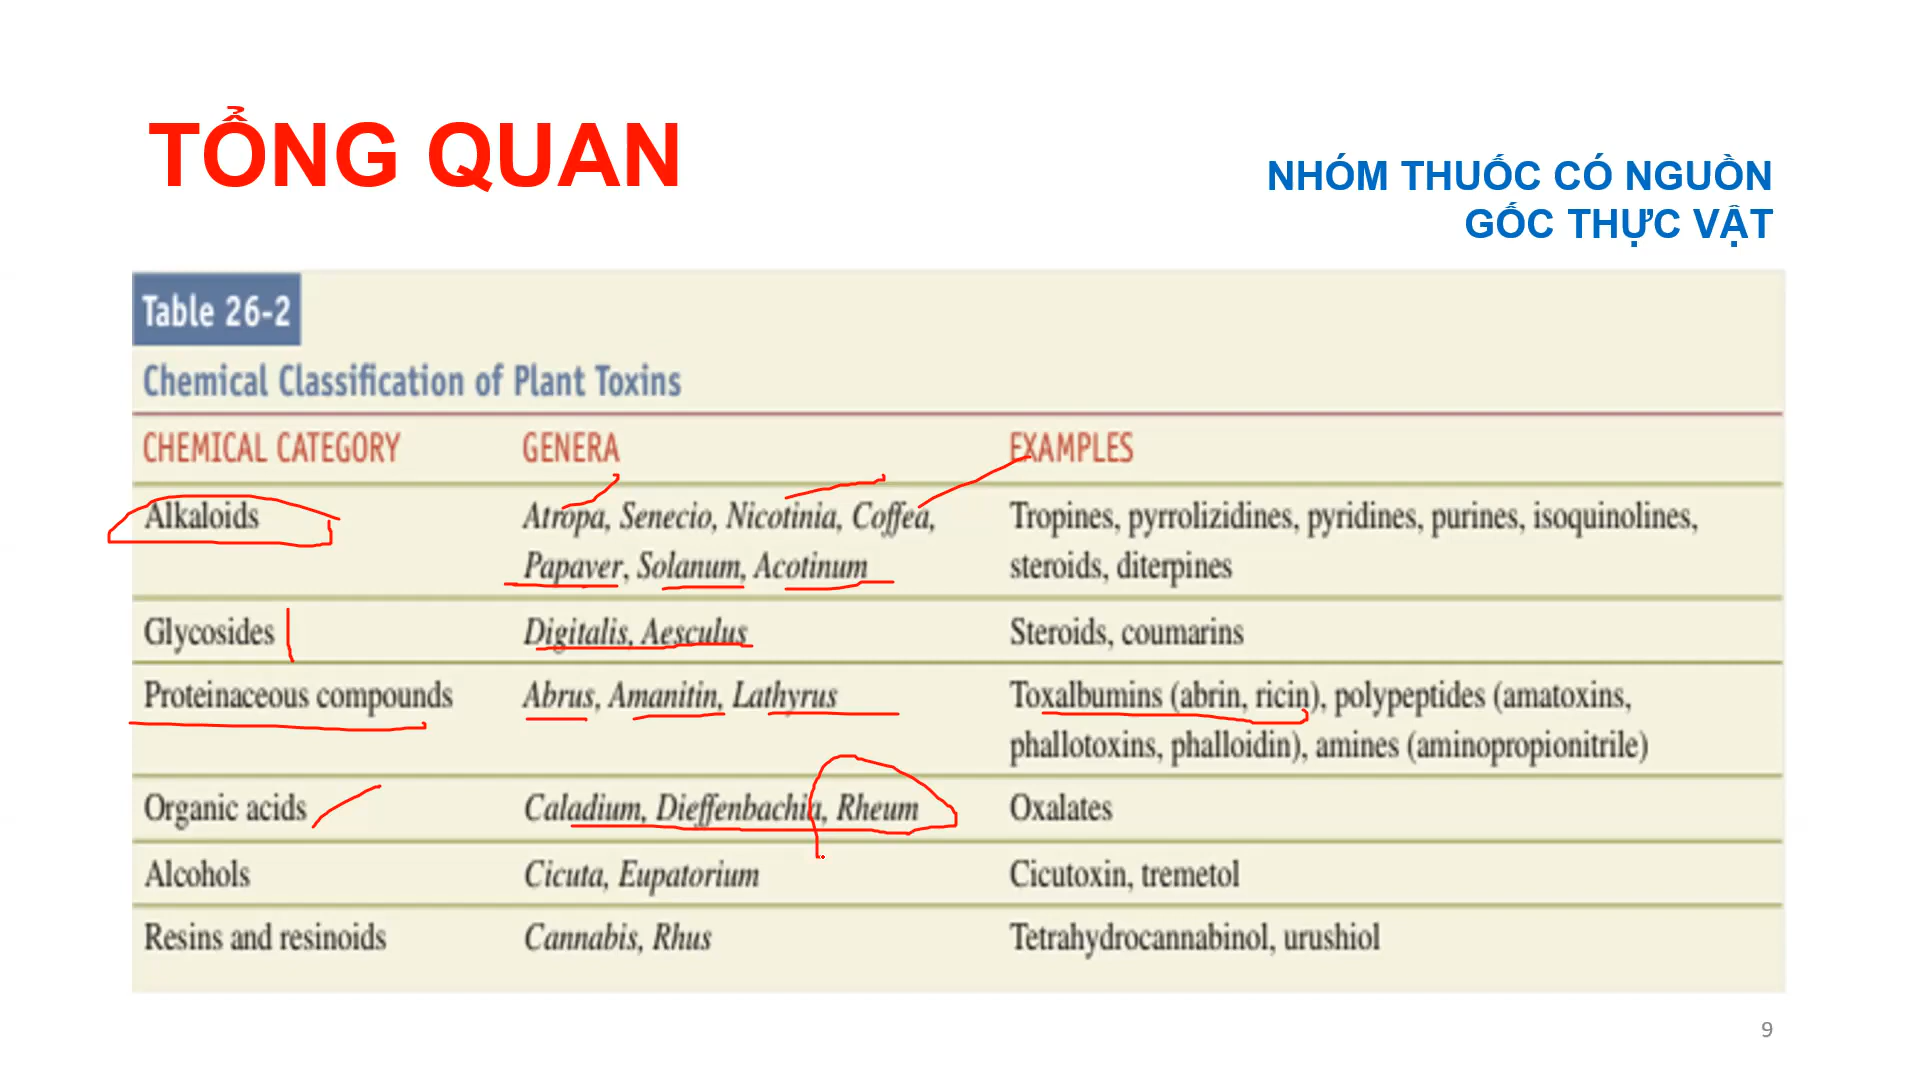 TỔNG QUAN
NHÓM THUỐC CÓ NGUỒN
GỐC THỰC VẬT
Table 26-2
Chemical Classification of Plant Toxins
CHEMICAL CATEGORY GENERA EXAMPLES
Alkaloids Atropa, Senecio, Nicotinia, Coffea, Tropines, pyrrolizidines, pyridines, purines, isoquinolines,
Papaver, Solanum, Acotinum steroids, diterpines
Glycosides Digitalis, Aesculus Steroids, coumarins
Proteinaceous compounds Abrus, Amanitin, Lathyrus Toxalbumins (abrin, ricin), polypeptides (amatoxins,
phallotoxins, phalloidin), amines (aminopropionitrile)
Organic acids Caladium, Dieffenbachia, Rheum Oxalates
Alcohols Cicuta, Eupatorium Cicutoxin, tremetol
Resins and resinoids Cannabis, Rhus Tetrahydrocannabinol, urushiol
9